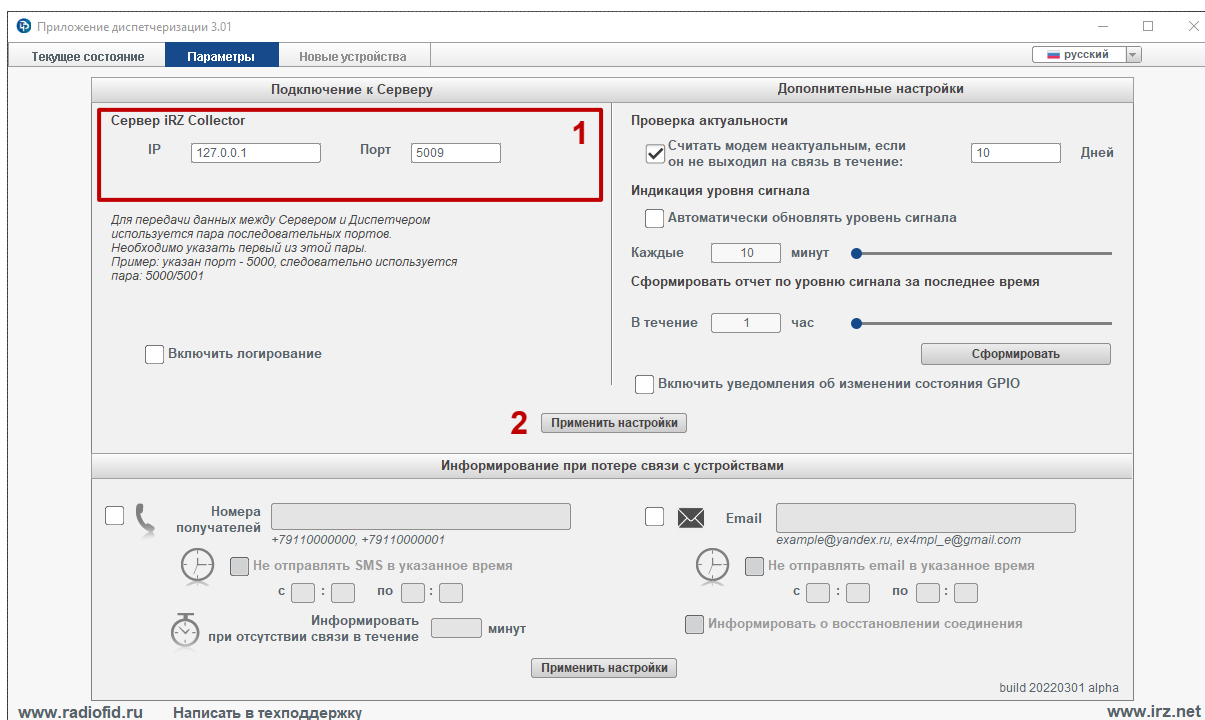 Приложение диспетчеризации 3.01
Текущее состояние
Параметры
Новые устройства
русский
Подключение к Серверу
Сервер iRZ Collector
1
IP
127.0.0.1
Порт
5009
Для передачи данных между Сервером и Диспетчером
используется пара последовательных портов.
Необходимо указать первый из этой пары.
Пример: указан порт - 5000, следовательно используется
пара: 5000/5001
Включить логирование
Дополнительные настройки
Проверка актуальности
Считать модем неактуальным, если
он не выходил на связь в течение:
10
Дней
Индикация уровня сигнала
Автоматически обновлять уровень сигнала
Каждые
10
минут
Сформировать отчет по уровню сигнала за последнее время
В течение
1
час
Сформировать
Включить уведомления об изменении состояния GPIO
2
Применить настройки
Информирование при потере связи с устройствами
Номера
получателей
+79110000000, +79110000001
Не отправлять SMS в указанное время
с : по :
Информировать
при отсутствии связи в течение
минут
Email
example@yandex.ru, ex4mpl_e@gmail.com
Не отправлять email в указанное время
с : по :
Информировать о восстановлении соединения
Применить настройки
build 20220301 alpha
www.radiofid.ru
Написать в техподдержку
www.irz.net